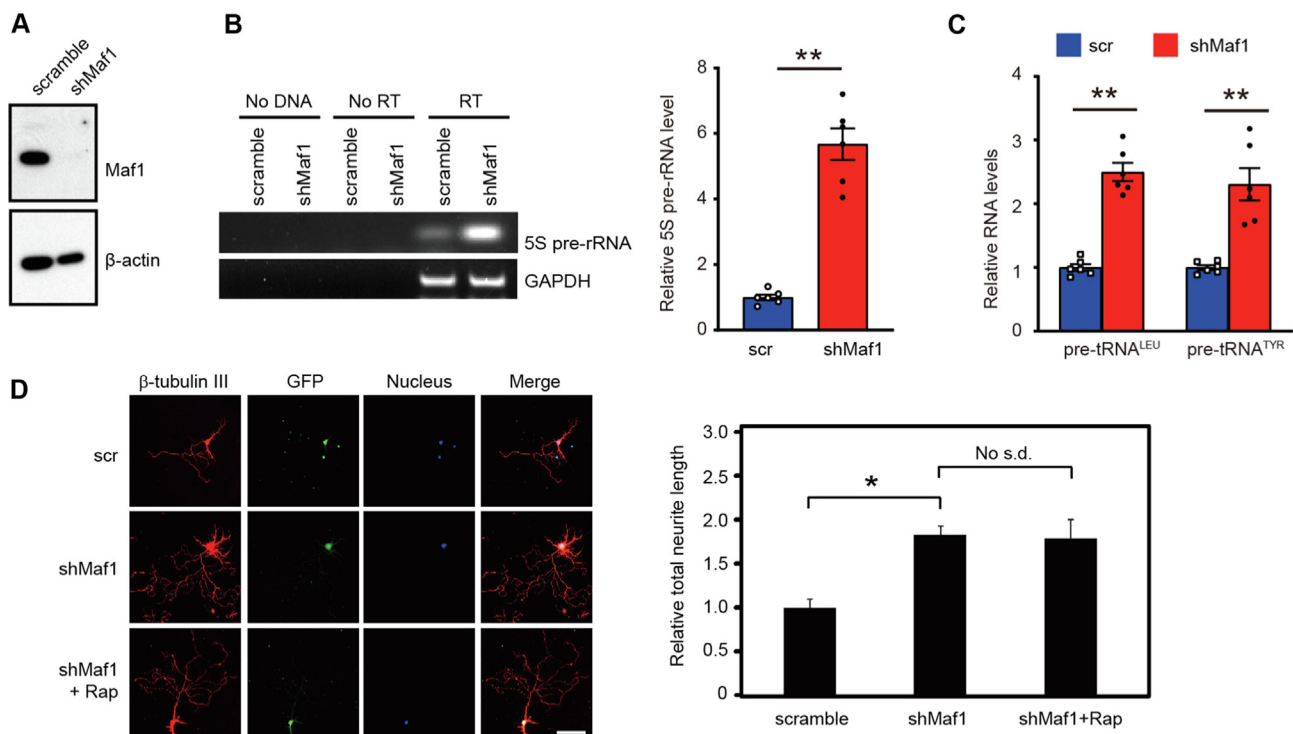 A
scramble
shMaf1
Maf1
β-actin
B
No DNA
No RT
RT
scramble
shMaf1
scramble
shMaf1
scramble
shMaf1
5S pre-rRNA
GAPDH
Relative 5S pre-rRNA level
8
6
4
2
0
**
scr
shMaf1
C
scr
shMaf1
Relative RNA levels
4
3
2
1
0
**
**
pre-tRNA^LEU
pre-tRNA^TYR
D
β-tubulin III
GFP
Nucleus
Merge
scr
shMaf1
shMaf1
+ Rap
Relative total neurite length
3.0
2.5
2.0
1.5
1.0
0.5
0
*
No s.d.
scramble
shMaf1
shMaf1+Rap